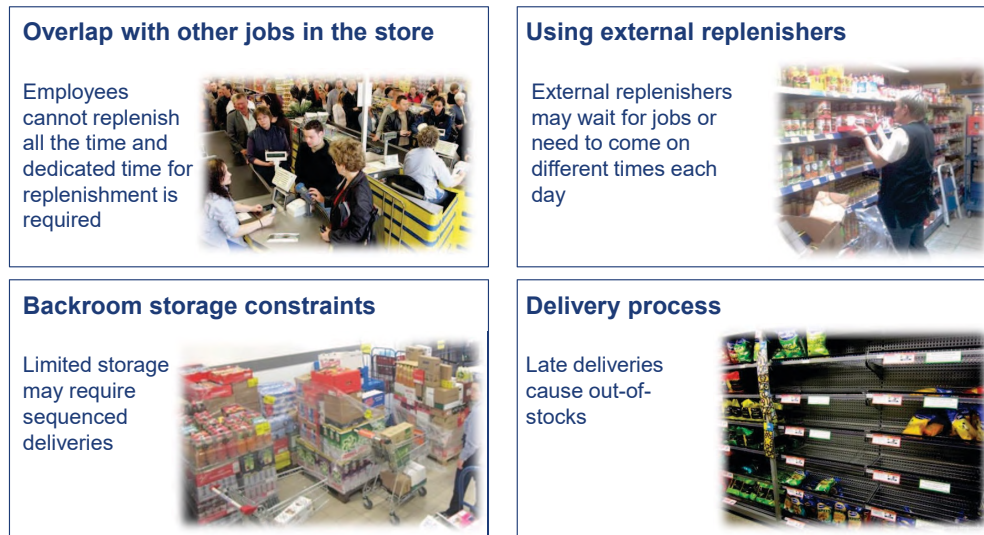 Overlap with other jobs in the store
Employees
cannot replenish
all the time and
dedicated time for
replenishment is
required
Using external replenishers
External replenishers
may wait for jobs or
need to come on
different times each
day
Backroom storage constraints
Limited storage
may require
sequenced
deliveries
Delivery process
Late deliveries
cause out-of-
stocks